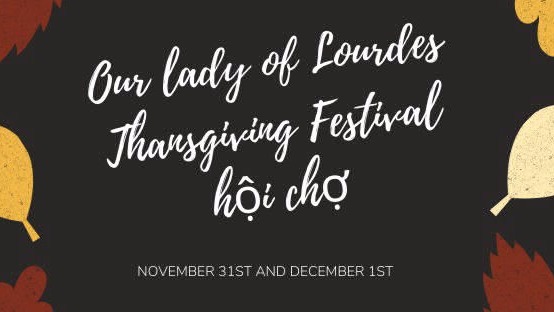 Our lady of Lourdes
Thansgiving Festival
hội chợ
NOVEMBER 31ST AND DECEMBER 1ST